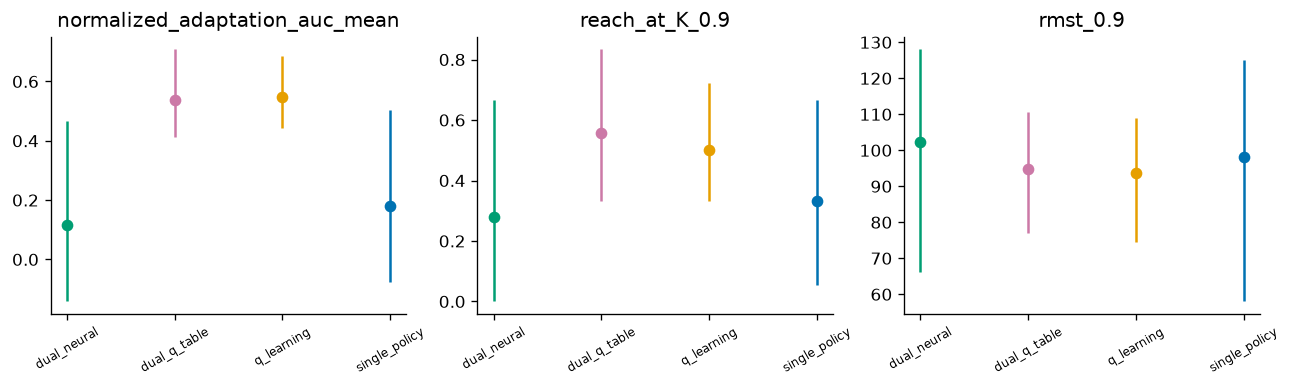 normalized_adaptation_auc_mean
0.6
0.4
0.2
0.0
dual_neural
dual_q_table
q_learning
single_policy
reach_at_K_0.9
0.8
0.6
0.4
0.2
0.0
dual_neural
dual_q_table
q_learning
single_policy
rmst_0.9
130
120
110
100
90
80
70
60
dual_neural
dual_q_table
q_learning
single_policy